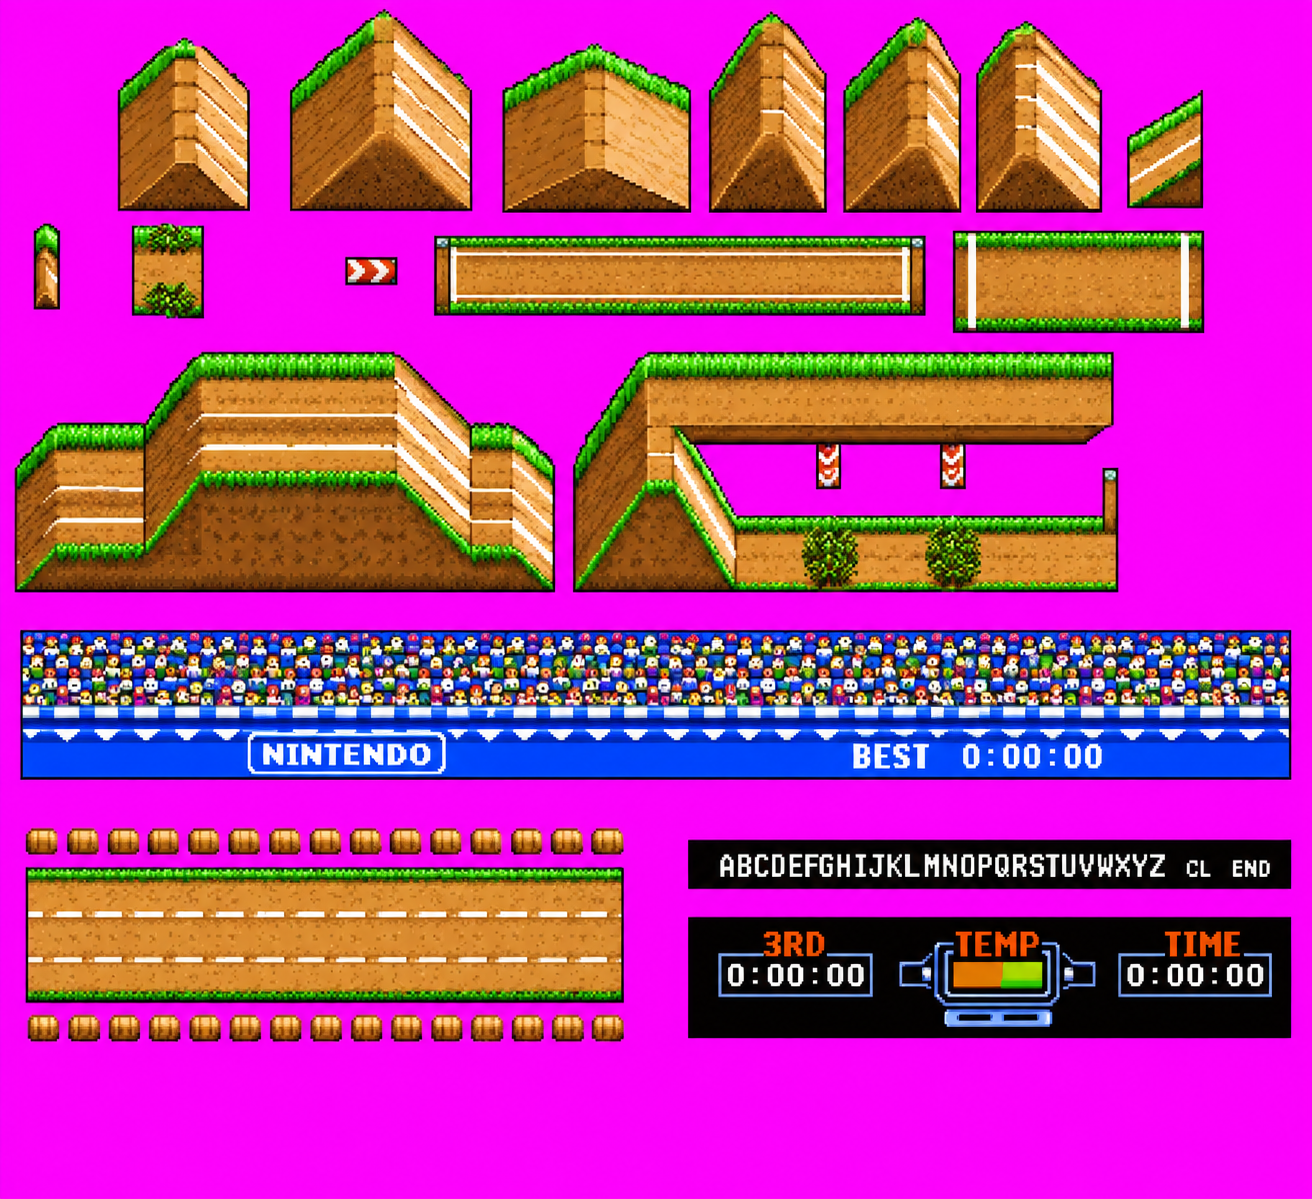 NINTENDO
BEST 0:00:00
ABCDEFGHIJKLMNOPQRSTUVWXYZ CL END
3RD TEMP TIME
0:00:00 0:00:00